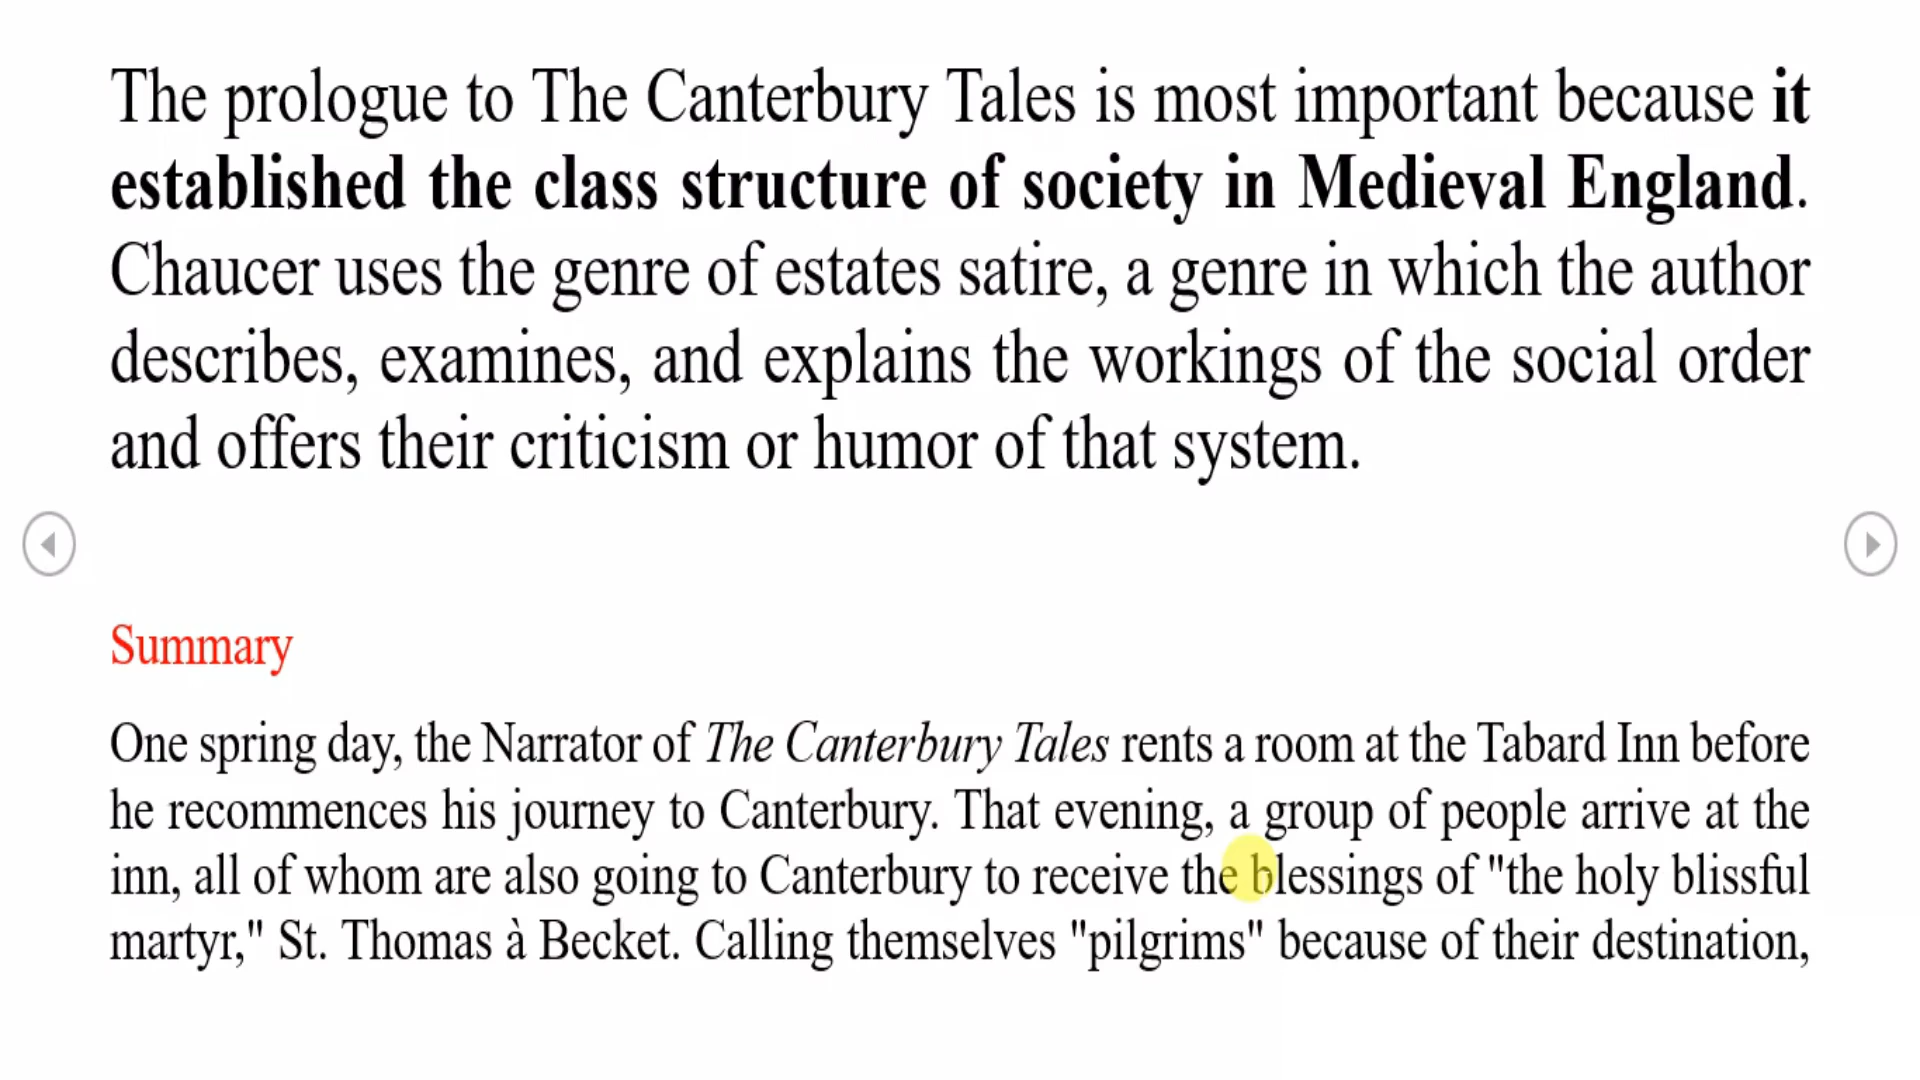 The prologue to The Canterbury Tales is most important because it
established the class structure of society in Medieval England.
Chaucer uses the genre of estates satire, a genre in which the author
describes, examines, and explains the workings of the social order
and offers their criticism or humor of that system.
Summary
One spring day, the Narrator of The Canterbury Tales rents a room at the Tabard Inn before
he recommences his journey to Canterbury. That evening, a group of people arrive at the
inn, all of whom are also going to Canterbury to receive the blessings of "the holy blissful
martyr," St. Thomas à Becket. Calling themselves "pilgrims" because of their destination,